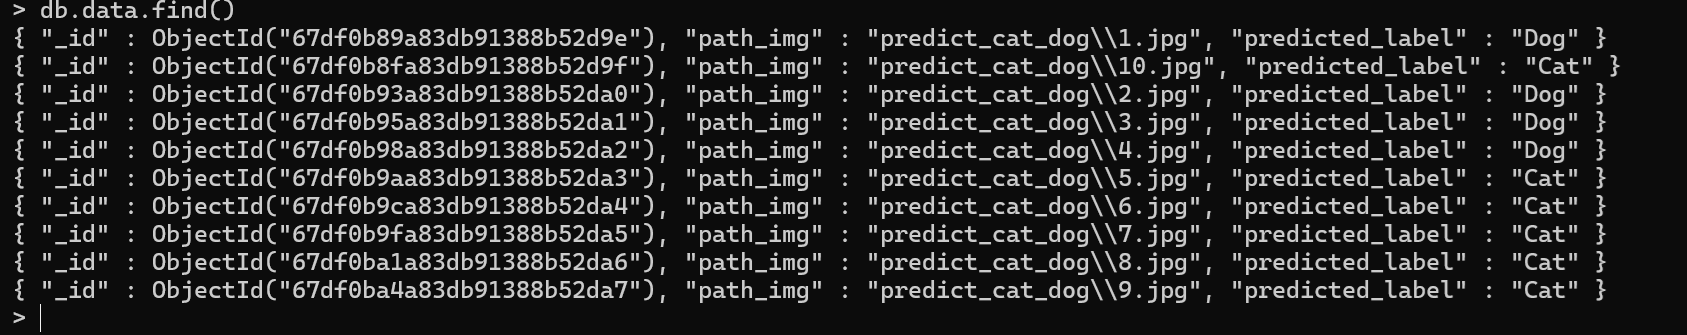 > db.data.find()
{ "_id" : ObjectId("67df0b89a83db91388b52d9e"), "path_img" : "predict_cat_dog\\1.jpg", "predicted_label" : "Dog" }
{ "_id" : ObjectId("67df0b8fa83db91388b52d9f"), "path_img" : "predict_cat_dog\\10.jpg", "predicted_label" : "Cat" }
{ "_id" : ObjectId("67df0b93a83db91388b52da0"), "path_img" : "predict_cat_dog\\2.jpg", "predicted_label" : "Dog" }
{ "_id" : ObjectId("67df0b95a83db91388b52da1"), "path_img" : "predict_cat_dog\\3.jpg", "predicted_label" : "Dog" }
{ "_id" : ObjectId("67df0b98a83db91388b52da2"), "path_img" : "predict_cat_dog\\4.jpg", "predicted_label" : "Dog" }
{ "_id" : ObjectId("67df0b9aa83db91388b52da3"), "path_img" : "predict_cat_dog\\5.jpg", "predicted_label" : "Cat" }
{ "_id" : ObjectId("67df0b9ca83db91388b52da4"), "path_img" : "predict_cat_dog\\6.jpg", "predicted_label" : "Cat" }
{ "_id" : ObjectId("67df0b9fa83db91388b52da5"), "path_img" : "predict_cat_dog\\7.jpg", "predicted_label" : "Cat" }
{ "_id" : ObjectId("67df0ba1a83db91388b52da6"), "path_img" : "predict_cat_dog\\8.jpg", "predicted_label" : "Cat" }
{ "_id" : ObjectId("67df0ba4a83db91388b52da7"), "path_img" : "predict_cat_dog\\9.jpg", "predicted_label" : "Cat" }
>